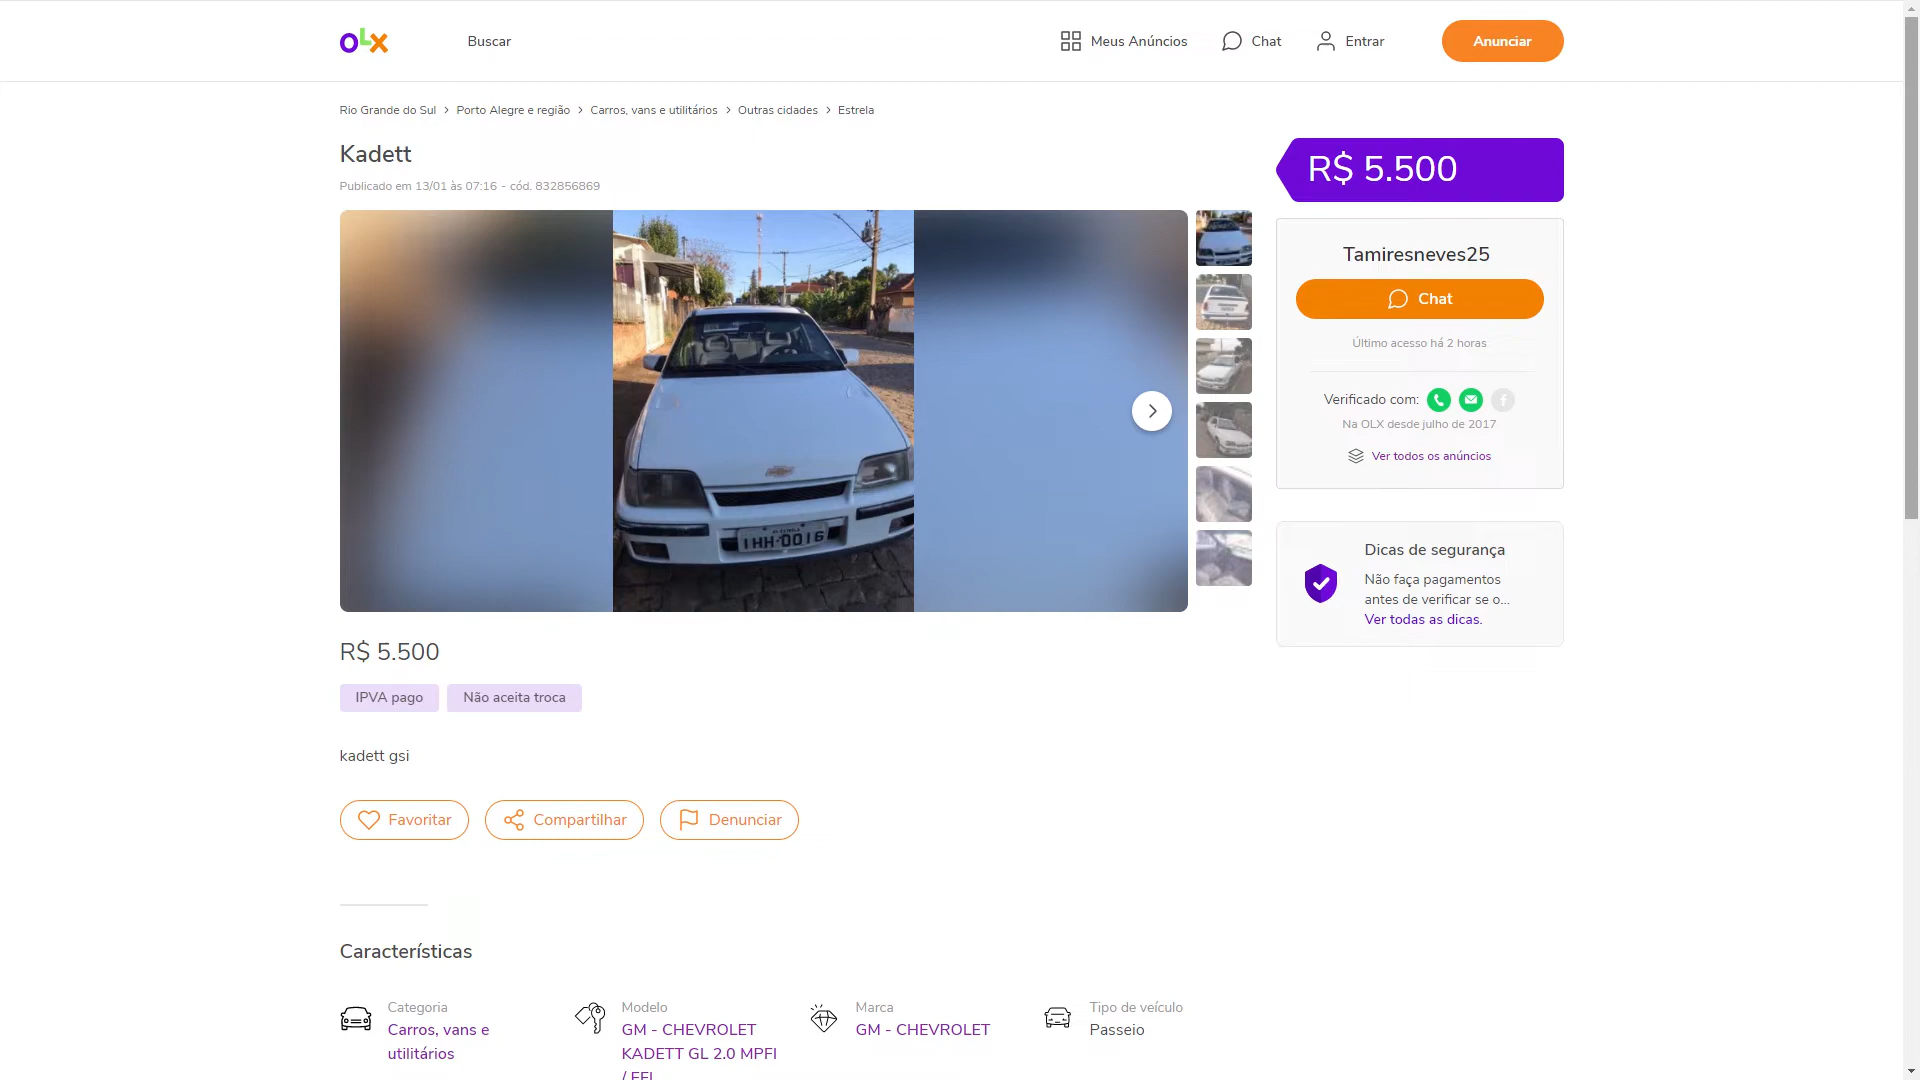 OLX
Buscar
Meus Anúncios
Chat
Entrar
Anunciar
Rio Grande do Sul > Porto Alegre e região > Carros, vans e utilitários > Outras cidades > Estrela
Kadett
Publicado em 13/01 às 07:16 - cód. 832856869
R$ 5.500
Tamiresneves25
Chat
Último acesso há 2 horas
Verificado com:
Na OLX desde julho de 2017
Ver todos os anúncios
IHH-0016
Dicas de segurança
Não faça pagamentos
antes de verificar se o...
Ver todas as dicas.
R$ 5.500
IPVA pago
Não aceita troca
kadett gsi
Favoritar
Compartilhar
Denunciar
Características
Categoria
Carros, vans e
utilitários
Modelo
GM - CHEVROLET
KADETT GL 2.0 MPFI
/ EFI
Marca
GM - CHEVROLET
Tipo de veículo
Passeio